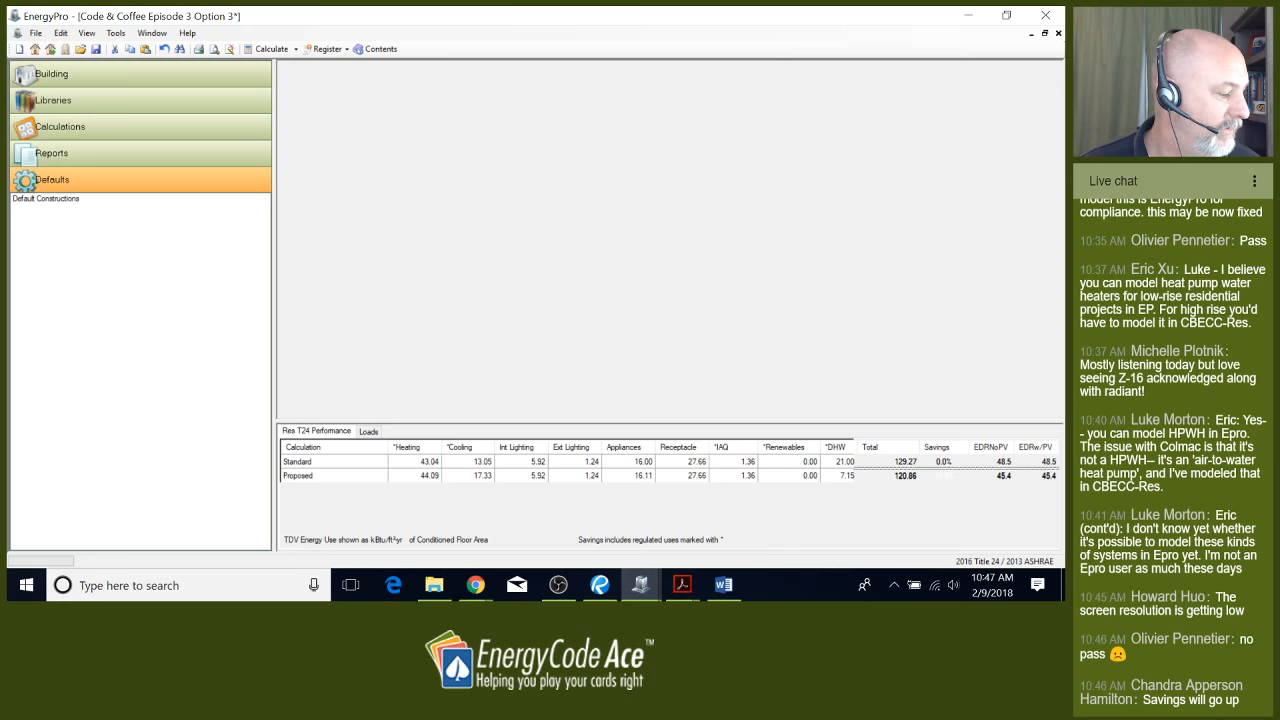 EnergyPro - [Code & Coffee Episode 3 Option 3*]
File Edit View Tools Window Help
Calculate Register Contents
Building
Libraries
Calculations
Reports
Defaults
Default Constructions
Res T24 Performance Loads
Calculation *Heating *Cooling Int Lighting Ext Lighting Appliances Receptacle *IAQ *Renewables *DHW Total Savings EDRNoPV EDRw/PV
Standard 43.04 13.05 5.92 1.24 16.00 27.66 1.36 0.00 21.00 129.27 0.0% 48.5 48.5
Proposed 44.09 17.33 5.92 1.24 16.11 27.66 1.36 0.00 7.15 120.86 45.4 45.4
TDV Energy Use shown as kBtu/ft²-yr of Conditioned Floor Area Savings includes regulated uses marked with *
2016 Title 24 / 2013 ASHRAE
Type here to search
10:47 AM
2/9/2018
EnergyCode Ace™
Helping you play your cards right
Live chat
model this is EnergyPro for
compliance. this may be now fixed
10:35 AM Olivier Pennetier: Pass
10:37 AM Eric Xu: Luke - I believe
you can model heat pump water
heaters for low-rise residential
projects in EP. For high rise you'd
have to model it in CBECC-Res.
10:37 AM Michelle Plotnik:
Mostly listening today but love
seeing Z-16 acknowledged along
with radiant!
10:40 AM Luke Morton: Eric: Yes-
- you can model HPWH in Epro.
The issue with Colmac is that it's
not a HPWH-- it's an 'air-to-water
heat pump', and I've modeled that
in CBECC-Res.
10:41 AM Luke Morton: Eric
(cont'd): I don't know yet whether
it's possible to model these kinds
of systems in Epro yet. I'm not an
Epro user as much these days
10:45 AM Howard Huo: The
screen resolution is getting low
10:46 AM Olivier Pennetier: no
pass 🙁
10:46 AM Chandra Apperson
Hamilton: Savings will go up